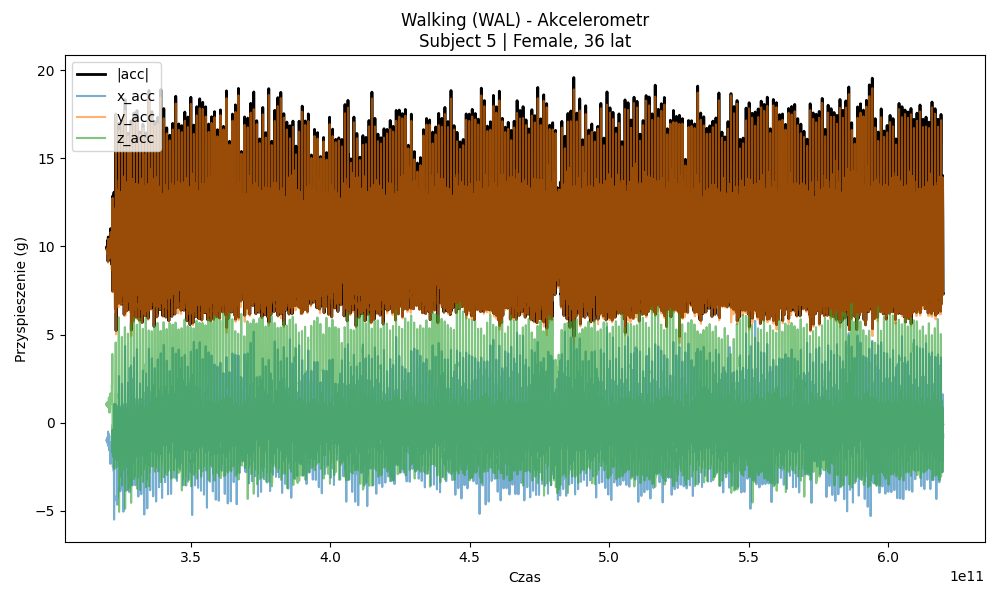 Walking (WAL) - Akcelerometr
Subject 5 | Female, 36 lat
|acc|
x_acc
y_acc
z_acc
Przyspieszenie (g)
20
15
10
5
0
−5
3.5
4.0
4.5
5.0
5.5
6.0
1e11
Czas